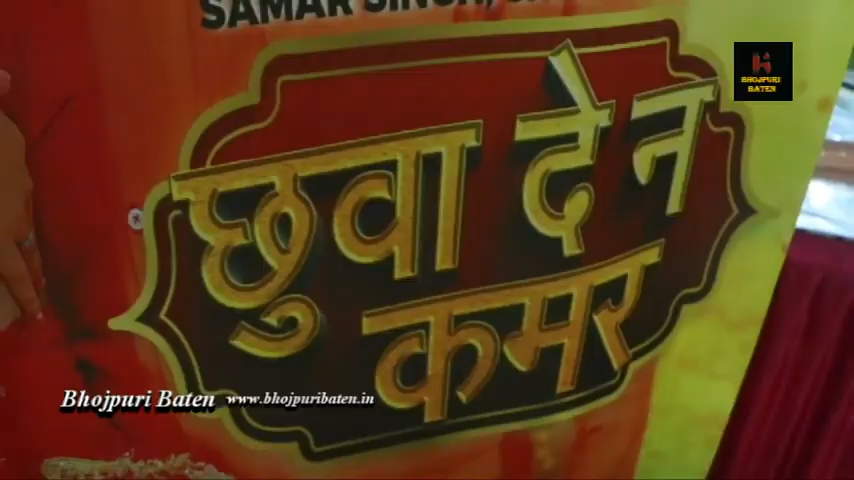 SAMAR SINGH,
छुवा दे न
कमर
BHOJPURI
BATEN
Bhojpuri Baten www.bhojpuribaten.in